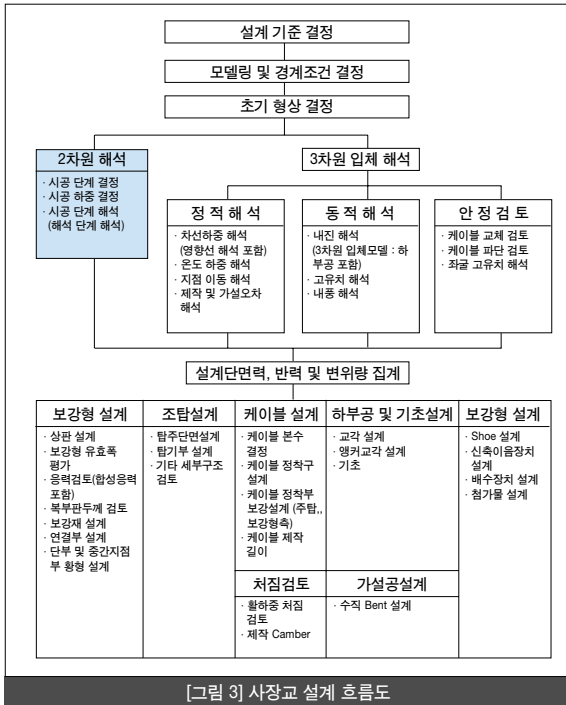 설계 기준 결정
모델링 및 경계조건 결정
초기 형상 결정
2차원 해석
· 시공 단계 결정
· 시공 하중 결정
· 시공 단계 해석
(해석 단계 해석)
3차원 입체 해석
정 적 해 석
· 차선하중 해석
(영향선 해석 포함)
· 온도 하중 해석
· 지점 이동 해석
· 제작 및 가설오차
해석
동 적 해 석
· 내진 해석
(3차원 입체모델 : 하
부공 포함)
· 고유치 해석
· 내풍 해석
안 정 검 토
· 케이블 교체 검토
· 케이블 파단 검토
· 좌굴 고유치 해석
설계단면력, 반력 및 변위량 집계
보강형 설계
· 상판 설계
· 보강형 유효폭
평가
· 응력검토(합성응력
포함)
· 복부판두께 검토
· 보강재 설계
· 연결부 설계
· 단부 및 중간지점
부 황형 설계
조탑설계
· 탑주단면설계
· 탑기부 설계
· 기타 세부구조
검토
케이블 설계
· 케이블 본수
결정
· 케이블 정착구
설계
· 케이블 정착부
보강설계 (주탑,,
보강형측)
· 케이블 제작
길이
하부공 및 기초설계
· 교각 설계
· 앵커교각 설계
· 기초
보강형 설계
· Shoe 설계
· 신축이음장치
설계
· 배수장치 설계
· 첨가물 설계
처짐검토
· 활하중 처짐
검토
· 제작 Camber
가설공설계
· 수직 Bent 설계
[그림 3] 사장교 설계 흐름도